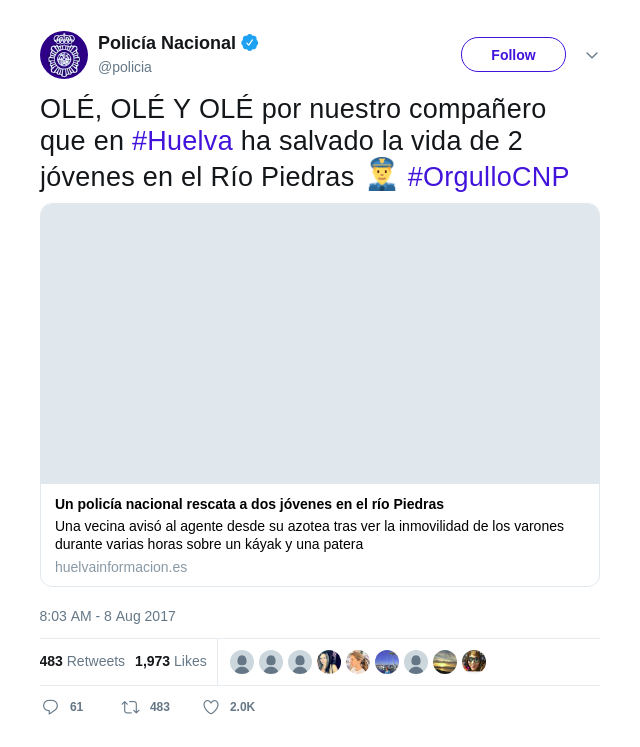 Policía Nacional
@policia
Follow
OLÉ, OLÉ Y OLÉ por nuestro compañero
que en #Huelva ha salvado la vida de 2
jóvenes en el Río Piedras #OrgulloCNP
Un policía nacional rescata a dos jóvenes en el río Piedras
Una vecina avisó al agente desde su azotea tras ver la inmovilidad de los varones
durante varias horas sobre un káyak y una patera
huelvainformacion.es
8:03 AM - 8 Aug 2017
483 Retweets 1,973 Likes
61 483 2.0K